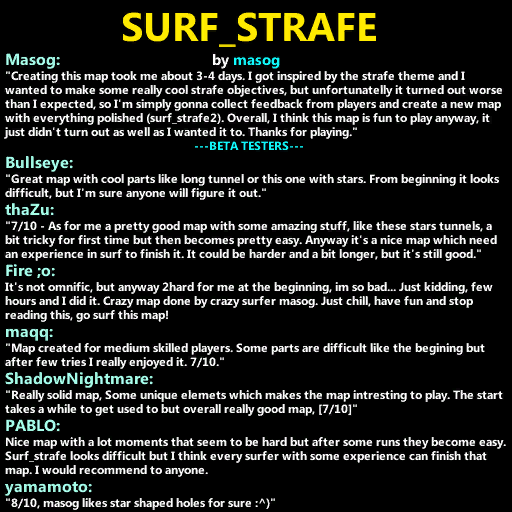 SURF_STRAFE
Masog: by masog
"Creating this map took me about 3-4 days. I got inspired by the strafe theme and I
wanted to make some really cool strafe objectives, but unfortunatelly it turned out worse
than I expected, so I'm simply gonna collect feedback from players and create a new map
with everything polished (surf_strafe2). Overall, I think this map is fun to play anyway, it
just didn't turn out as well as I wanted it to. Thanks for playing."
---BETA TESTERS---
Bullseye:
"Great map with cool parts like long tunnel or this one with stars. From beginning it looks
difficult, but I'm sure anyone will figure it out."
thaZu:
"7/10 - As for me a pretty good map with some amazing stuff, like these stars tunnels, a
bit tricky for first time but then becomes pretty easy. Anyway it's a nice map which need
an experience in surf to finish it. It could be harder and a bit longer, but it's still good."
Fire ;o:
It's not omnific, but anyway 2hard for me at the beginning, im so bad... Just kidding, few
hours and I did it. Crazy map done by crazy surfer masog. Just chill, have fun and stop
reading this, go surf this map!
maqq:
"Map created for medium skilled players. Some parts are difficult like the begining but
after few tries I really enjoyed it. 7/10."
ShadowNightmare:
"Really solid map, Some unique elemets which makes the map intresting to play. The start
takes a while to get used to but overall really good map, [7/10]"
PABLO:
Nice map with a lot moments that seem to be hard but after some runs they become easy.
Surf_strafe looks difficult but I think every surfer with some experience can finish that
map. I would recommend to anyone.
yamamoto:
"8/10, masog likes star shaped holes for sure :^)"